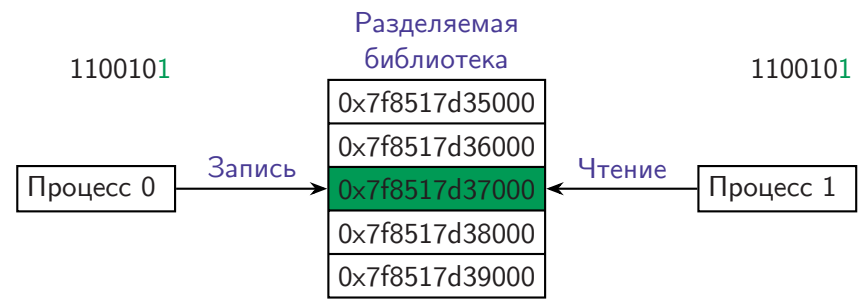 Разделяемая
библиотека
1100101
1100101
0x7f8517d35000
0x7f8517d36000
Запись
Чтение
Процесс 0
0x7f8517d37000
Процесс 1
0x7f8517d38000
0x7f8517d39000